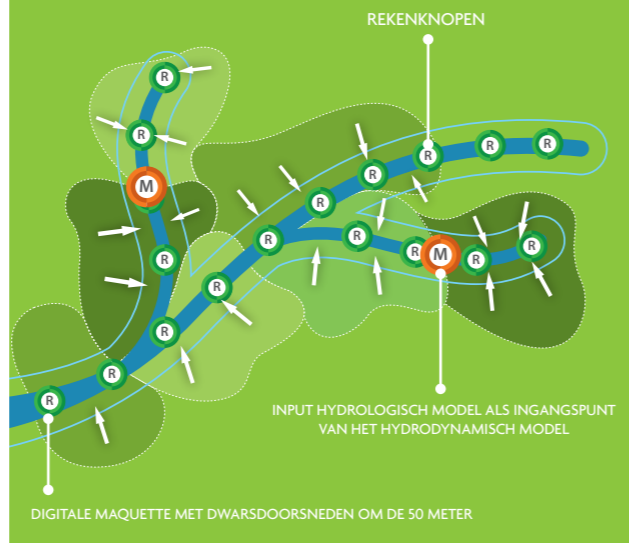 REKENKNOPEN
R
R
R
R
R
R
R
M
R
R
R
R
R
M
R
R
R
R
R
R
INPUT HYDROLOGISCH MODEL ALS INGANGSPUNT
VAN HET HYDRODYNAMISCH MODEL
DIGITALE MAQUETTE MET DWARSDOORSNEDEN OM DE 50 METER